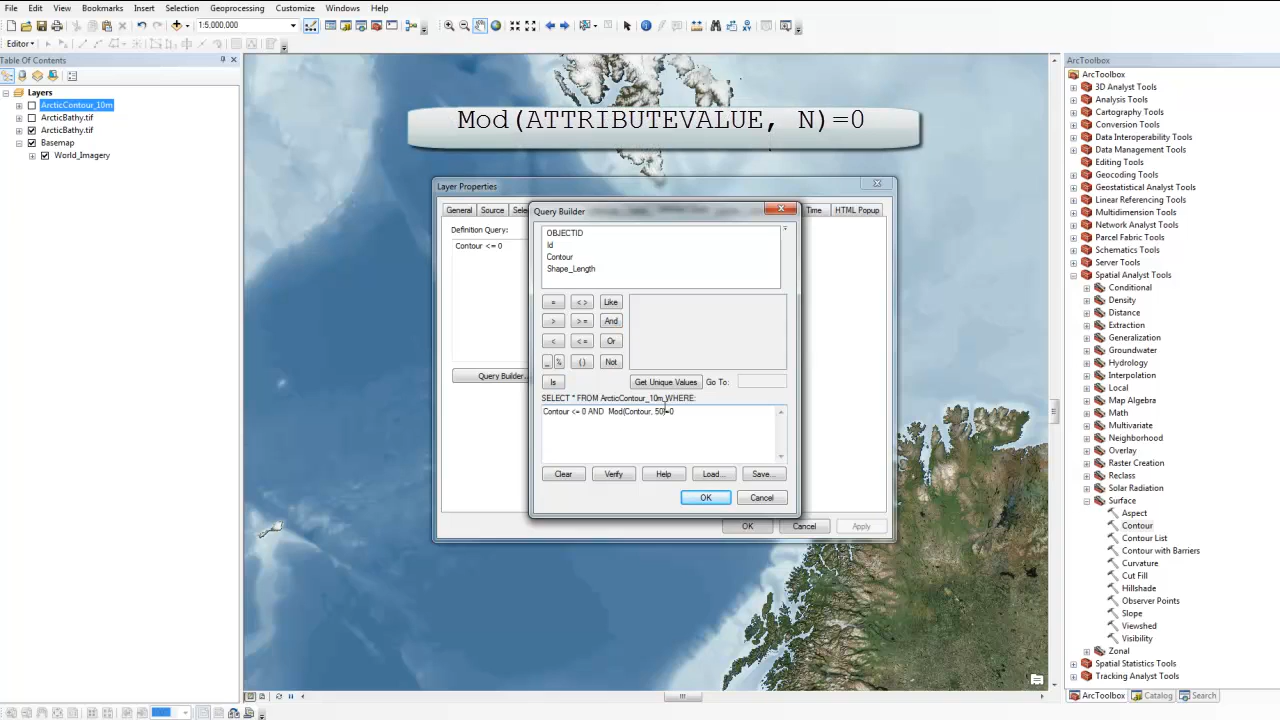 File Edit View Bookmarks Insert Selection Geoprocessing Customize Windows Help
1:5,000,000
Editor
Table Of Contents
Layers
ArcticContour_10m
ArcticBathy.tif
ArcticBathy.tif
Basemap
World_Imagery
Mod(ATTRIBUTEVALUE, N)=0
Layer Properties
General Source Time HTML Popup
Definition Query:
Contour <= 0
Query Builder...
Query Builder
OBJECTID
Id
Contour
Shape_Length
= < > Like
> > = And
< < = Or
_ % ( ) Not
Is
Get Unique Values Go To:
SELECT * FROM ArcticContour_10m WHERE:
Contour <= 0 AND Mod(Contour, 50)=0
Clear Verify Help Load... Save...
OK Cancel
OK Cancel Apply
ArcToolbox
ArcToolbox
3D Analyst Tools
Analysis Tools
Cartography Tools
Conversion Tools
Data Interoperability Tools
Data Management Tools
Editing Tools
Geocoding Tools
Geostatistical Analyst Tools
Linear Referencing Tools
Multidimension Tools
Network Analyst Tools
Parcel Fabric Tools
Schematics Tools
Server Tools
Spatial Analyst Tools
Conditional
Density
Distance
Extraction
Generalization
Groundwater
Hydrology
Interpolation
Local
Map Algebra
Math
Multivariate
Neighborhood
Overlay
Raster Creation
Reclass
Solar Radiation
Surface
Aspect
Contour
Contour List
Contour with Barriers
Curvature
Cut Fill
Hillshade
Observer Points
Slope
Viewshed
Visibility
Zonal
Spatial Statistics Tools
Tracking Analyst Tools
ArcToolbox Catalog Search